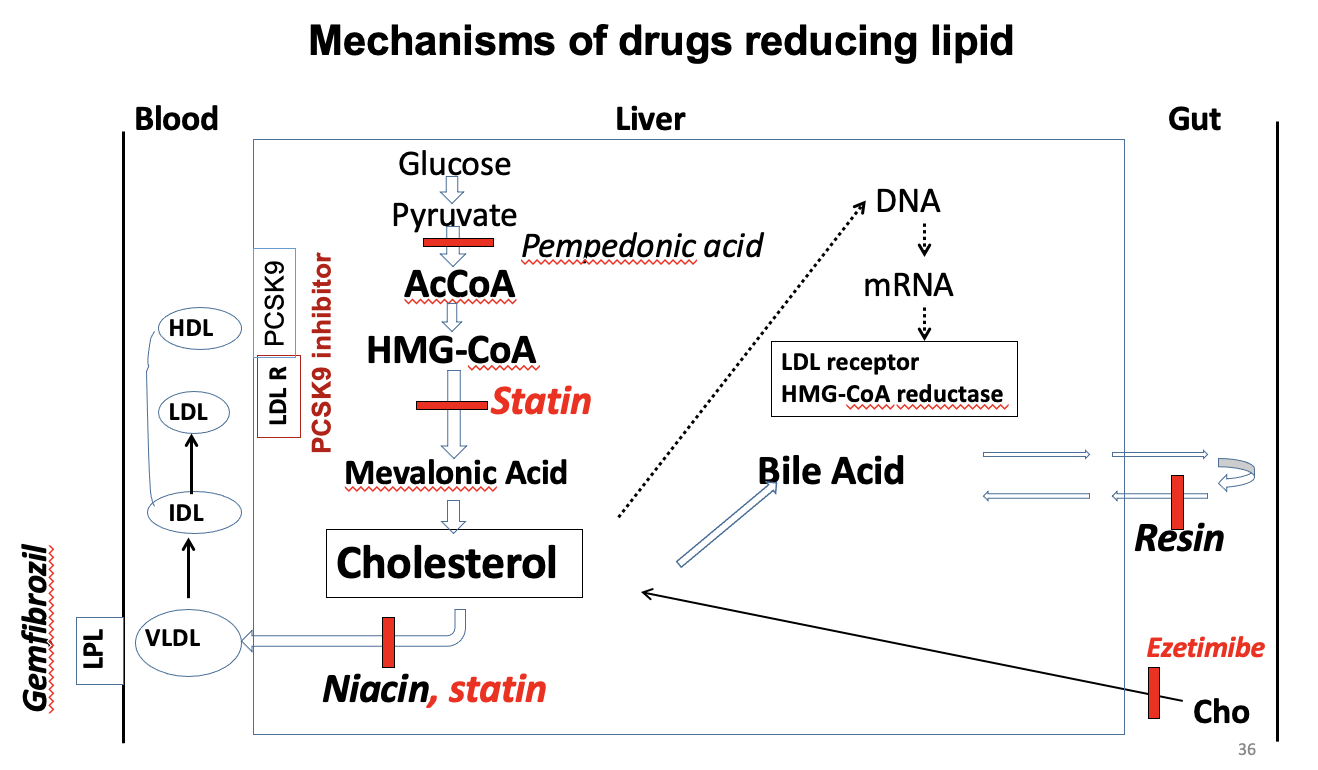 Mechanisms of drugs reducing lipid
Blood
Liver
Gut
Glucose
Pyruvate
Pempedonic acid
AcCoA
HMG-CoA
Statin
Mevalonic Acid
Cholesterol
Niacin, statin
PCSK9
LDL R
PCSK9 inhibitor
HDL
LDL
IDL
VLDL
LPL
Gemfibrozil
DNA
mRNA
LDL receptor
HMG-CoA reductase
Bile Acid
Resin
Ezetimibe
Cho
36